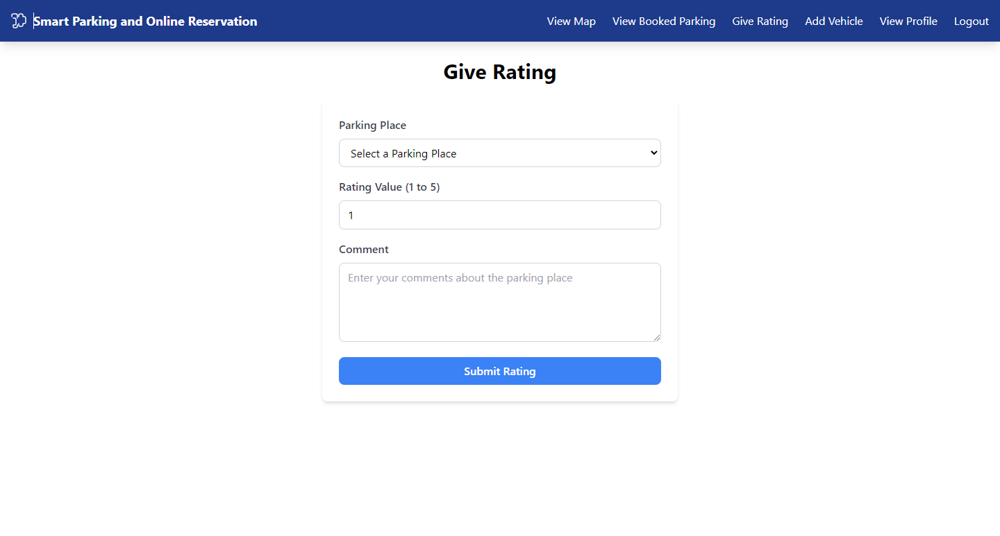 Smart Parking and Online Reservation
View Map View Booked Parking Give Rating Add Vehicle View Profile Logout
Give Rating
Parking Place
Select a Parking Place
Rating Value (1 to 5)
1
Comment
Enter your comments about the parking place
Submit Rating